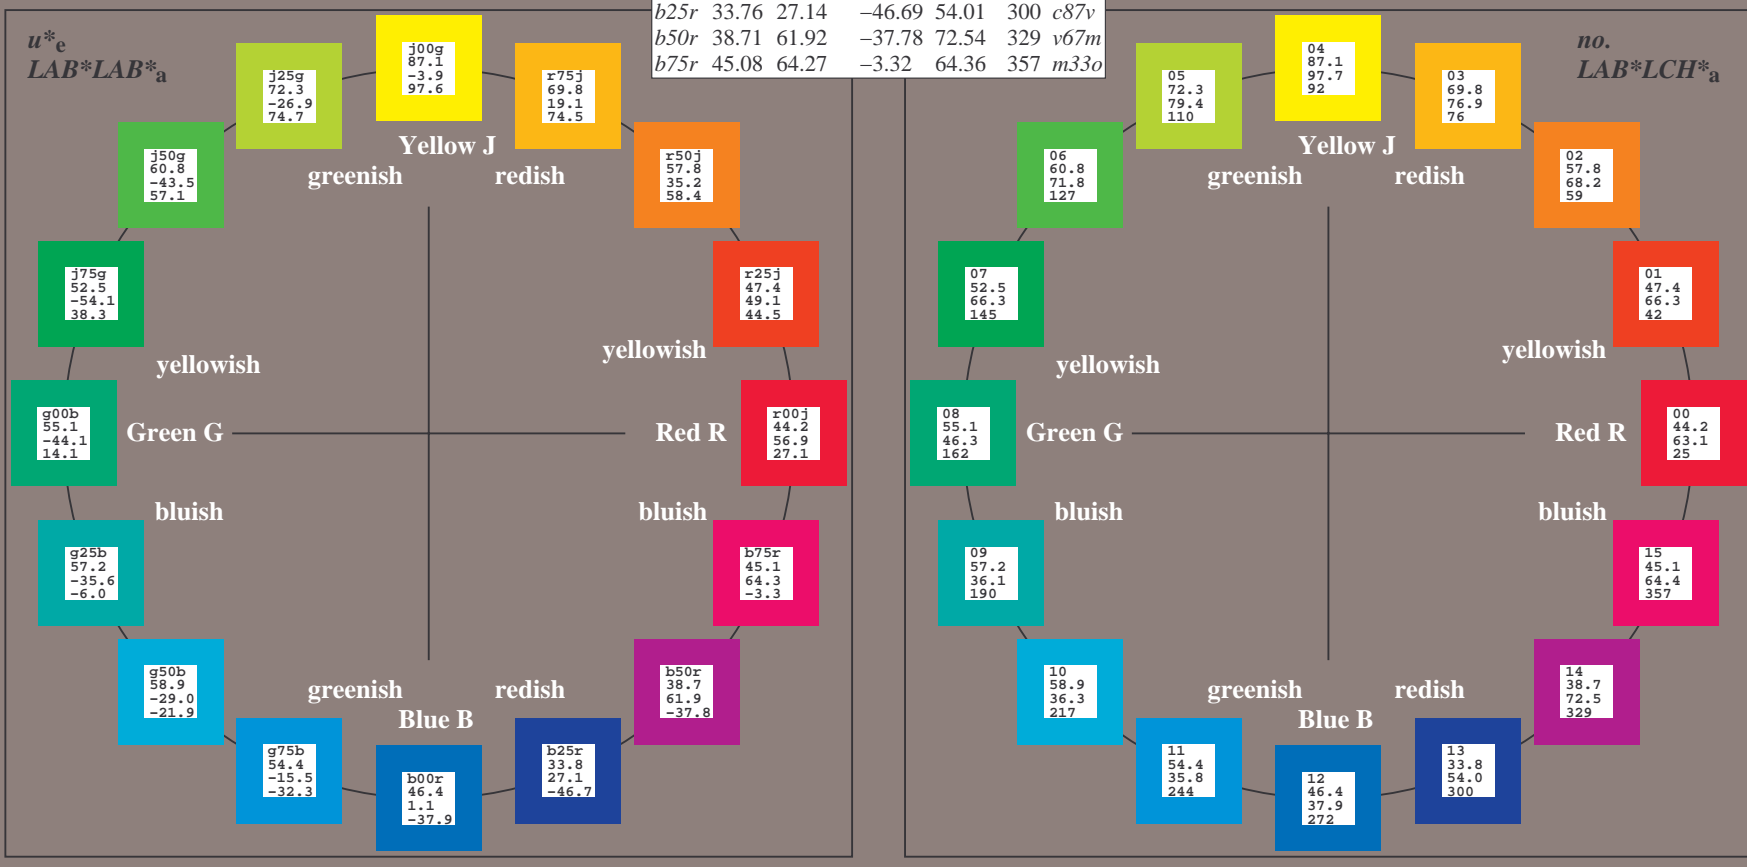 b25r 33.76 27.14 −46.69 54.01 300 c87v
b50r 38.71 61.92 −37.78 72.54 329 v67m
b75r 45.08 64.27 −3.32 64.36 357 m33o
u*e
LAB*LAB*a
j00g
87.1
-3.9
97.6
r75j
69.8
19.1
74.5
r50j
57.8
35.2
58.4
r25j
47.4
49.1
44.5
r00j
44.2
56.9
27.1
b75r
45.1
64.3
-3.3
b50r
38.7
61.9
-37.8
b25r
33.8
27.1
-46.7
b00r
46.4
1.1
-37.9
g75b
54.4
-15.5
-32.3
g50b
58.9
-29.0
-21.9
g25b
57.2
-35.6
-6.0
g00b
55.1
-44.1
14.1
j75g
52.5
-54.1
38.3
j50g
60.8
-43.5
57.1
j25g
72.3
-26.9
74.7
Yellow J
greenish redish
yellowish
yellowish
Green G
Red R
bluish
bluish
greenish redish
Blue B
no.
LAB*LCH*a
04
87.1
97.7
92
03
69.8
76.9
76
02
57.8
68.2
59
01
47.4
66.3
42
00
44.2
63.1
25
15
45.1
64.4
357
14
38.7
72.5
329
13
33.8
54.0
300
12
46.4
37.9
272
11
54.4
35.8
244
10
58.9
36.3
217
09
57.2
36.1
190
08
55.1
46.3
162
07
52.5
66.3
145
06
60.8
71.8
127
05
72.3
79.4
110
Yellow J
greenish redish
yellowish
yellowish
Green G
Red R
bluish
bluish
greenish redish
Blue B